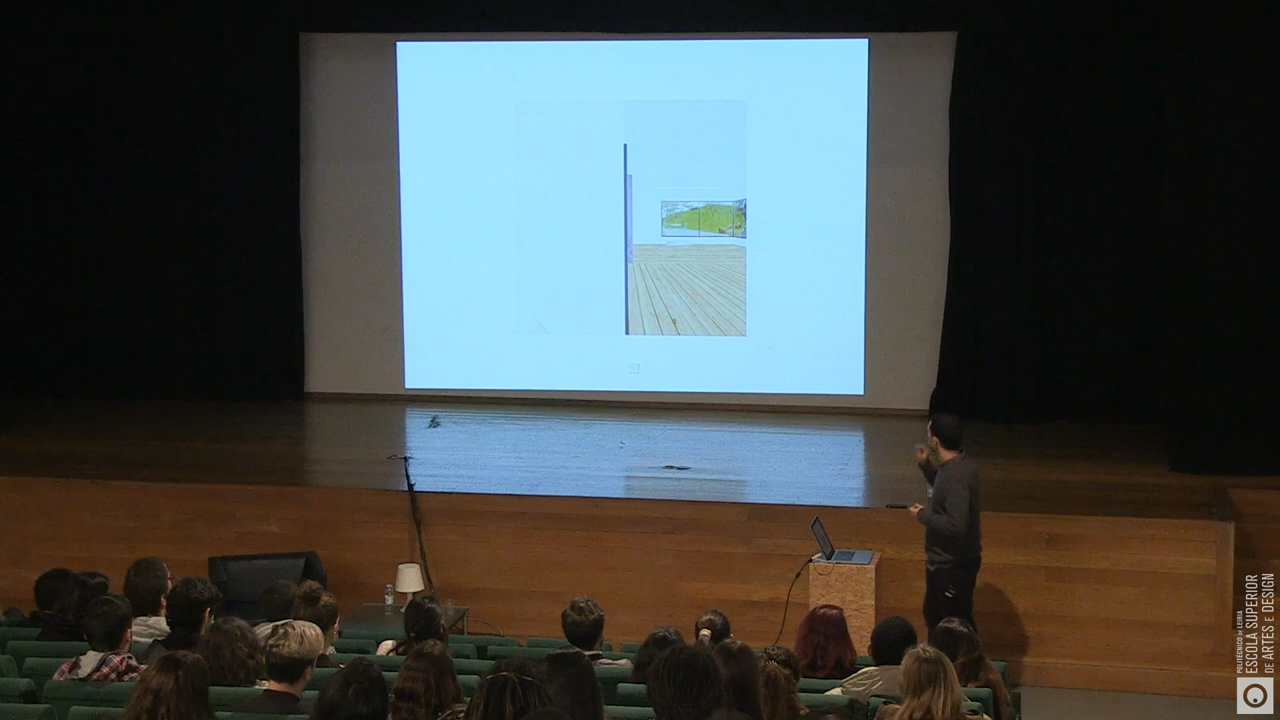 POLITÉCNICO DE LEIRIA
ESCOLA SUPERIOR
DE ARTES E DESIGN